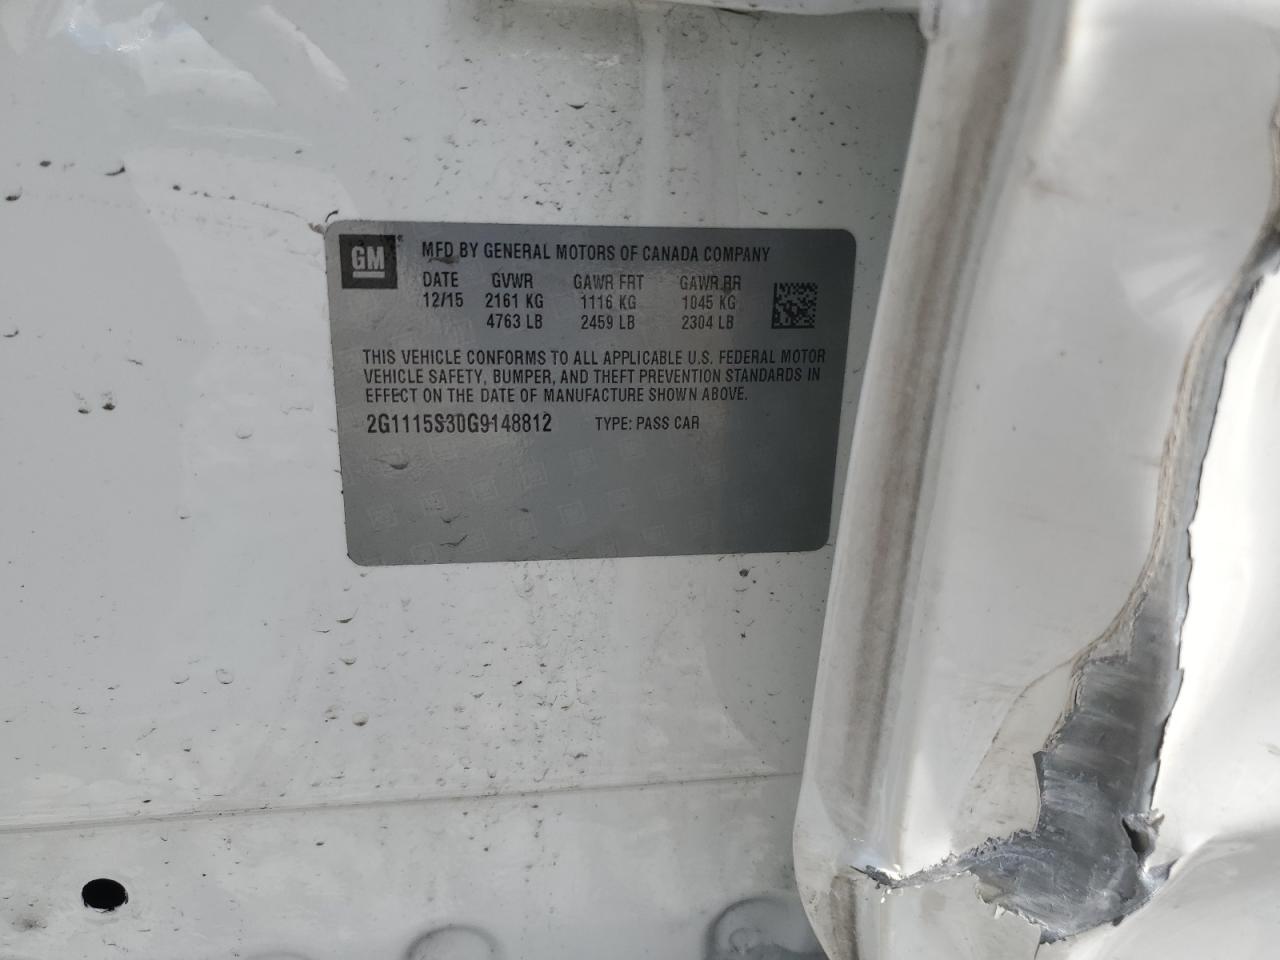 GM ® MFD BY GENERAL MOTORS OF CANADA COMPANY
DATE GVWR GAWR FRT GAWR RR
12/15 2161 KG 1116 KG 1045 KG
4763 LB 2459 LB 2304 LB
THIS VEHICLE CONFORMS TO ALL APPLICABLE U.S. FEDERAL MOTOR
VEHICLE SAFETY, BUMPER, AND THEFT PREVENTION STANDARDS IN
EFFECT ON THE DATE OF MANUFACTURE SHOWN ABOVE.
2G1115S30G9148812 TYPE: PASS CAR